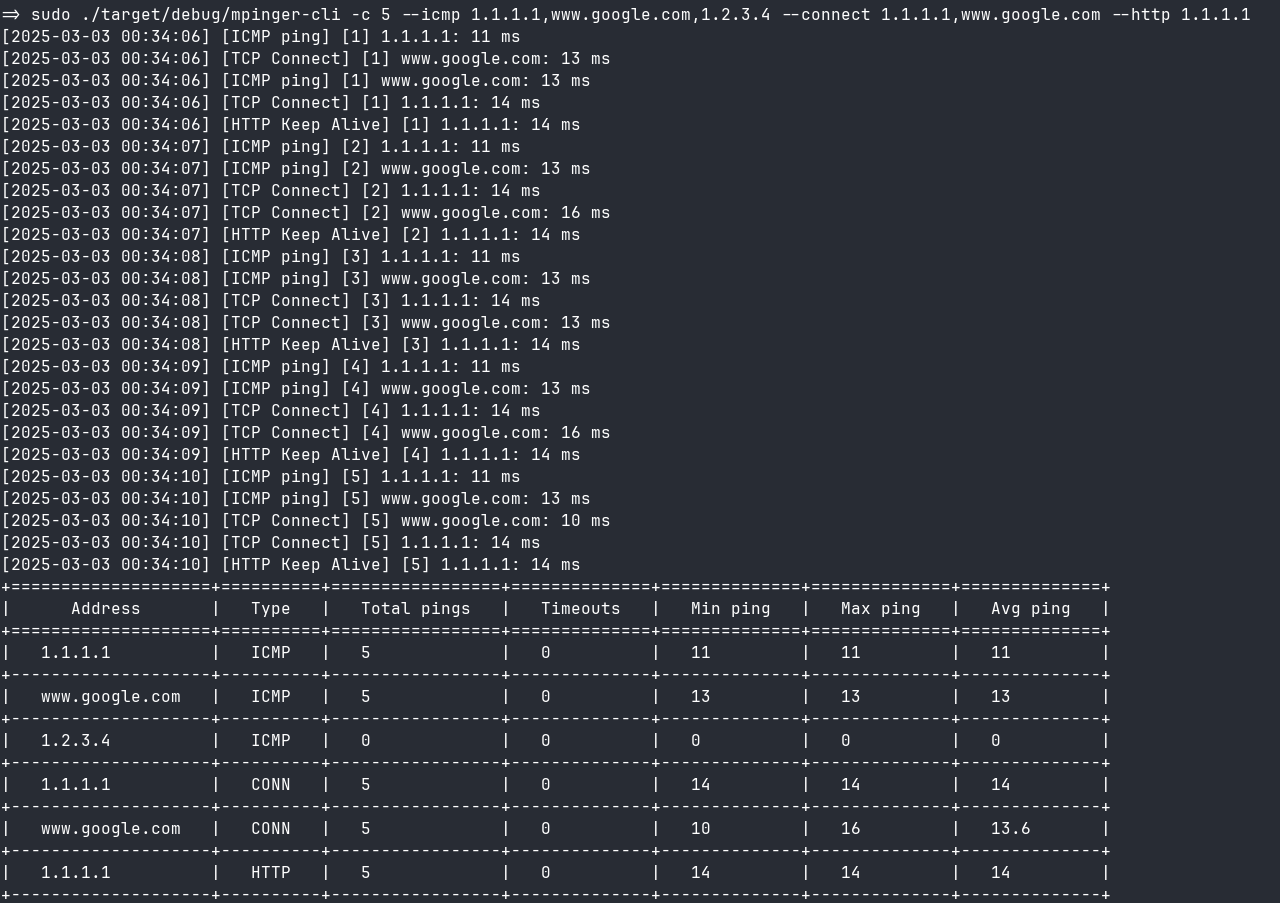 => sudo ./target/debug/mpinger-cli -c 5 --icmp 1.1.1.1,www.google.com,1.2.3.4 --connect 1.1.1.1,www.google.com --http 1.1.1.1
[2025-03-03 00:34:06] [ICMP ping] [1] 1.1.1.1: 11 ms
[2025-03-03 00:34:06] [TCP Connect] [1] www.google.com: 13 ms
[2025-03-03 00:34:06] [ICMP ping] [1] www.google.com: 13 ms
[2025-03-03 00:34:06] [TCP Connect] [1] 1.1.1.1: 14 ms
[2025-03-03 00:34:06] [HTTP Keep Alive] [1] 1.1.1.1: 14 ms
[2025-03-03 00:34:07] [ICMP ping] [2] 1.1.1.1: 11 ms
[2025-03-03 00:34:07] [ICMP ping] [2] www.google.com: 13 ms
[2025-03-03 00:34:07] [TCP Connect] [2] 1.1.1.1: 14 ms
[2025-03-03 00:34:07] [TCP Connect] [2] www.google.com: 16 ms
[2025-03-03 00:34:07] [HTTP Keep Alive] [2] 1.1.1.1: 14 ms
[2025-03-03 00:34:08] [ICMP ping] [3] 1.1.1.1: 11 ms
[2025-03-03 00:34:08] [ICMP ping] [3] www.google.com: 13 ms
[2025-03-03 00:34:08] [TCP Connect] [3] 1.1.1.1: 14 ms
[2025-03-03 00:34:08] [TCP Connect] [3] www.google.com: 13 ms
[2025-03-03 00:34:08] [HTTP Keep Alive] [3] 1.1.1.1: 14 ms
[2025-03-03 00:34:09] [ICMP ping] [4] 1.1.1.1: 11 ms
[2025-03-03 00:34:09] [ICMP ping] [4] www.google.com: 13 ms
[2025-03-03 00:34:09] [TCP Connect] [4] 1.1.1.1: 14 ms
[2025-03-03 00:34:09] [TCP Connect] [4] www.google.com: 16 ms
[2025-03-03 00:34:09] [HTTP Keep Alive] [4] 1.1.1.1: 14 ms
[2025-03-03 00:34:10] [ICMP ping] [5] 1.1.1.1: 11 ms
[2025-03-03 00:34:10] [ICMP ping] [5] www.google.com: 13 ms
[2025-03-03 00:34:10] [TCP Connect] [5] www.google.com: 10 ms
[2025-03-03 00:34:10] [TCP Connect] [5] 1.1.1.1: 14 ms
[2025-03-03 00:34:10] [HTTP Keep Alive] [5] 1.1.1.1: 14 ms
+====================+==========+=================+==============+==============+==============+==============+
|      Address       |   Type   |   Total pings   |   Timeouts   |   Min ping   |   Max ping   |   Avg ping   |
+====================+==========+=================+==============+==============+==============+==============+
|   1.1.1.1          |   ICMP   |   5             |   0          |   11         |   11         |   11         |
+--------------------+----------+-----------------+--------------+--------------+--------------+--------------+
|   www.google.com   |   ICMP   |   5             |   0          |   13         |   13         |   13         |
+--------------------+----------+-----------------+--------------+--------------+--------------+--------------+
|   1.2.3.4          |   ICMP   |   0             |   0          |   0          |   0          |   0          |
+--------------------+----------+-----------------+--------------+--------------+--------------+--------------+
|   1.1.1.1          |   CONN   |   5             |   0          |   14         |   14         |   14         |
+--------------------+----------+-----------------+--------------+--------------+--------------+--------------+
|   www.google.com   |   CONN   |   5             |   0          |   10         |   16         |   13.6       |
+--------------------+----------+-----------------+--------------+--------------+--------------+--------------+
|   1.1.1.1          |   HTTP   |   5             |   0          |   14         |   14         |   14         |
+--------------------+----------+-----------------+--------------+--------------+--------------+--------------+